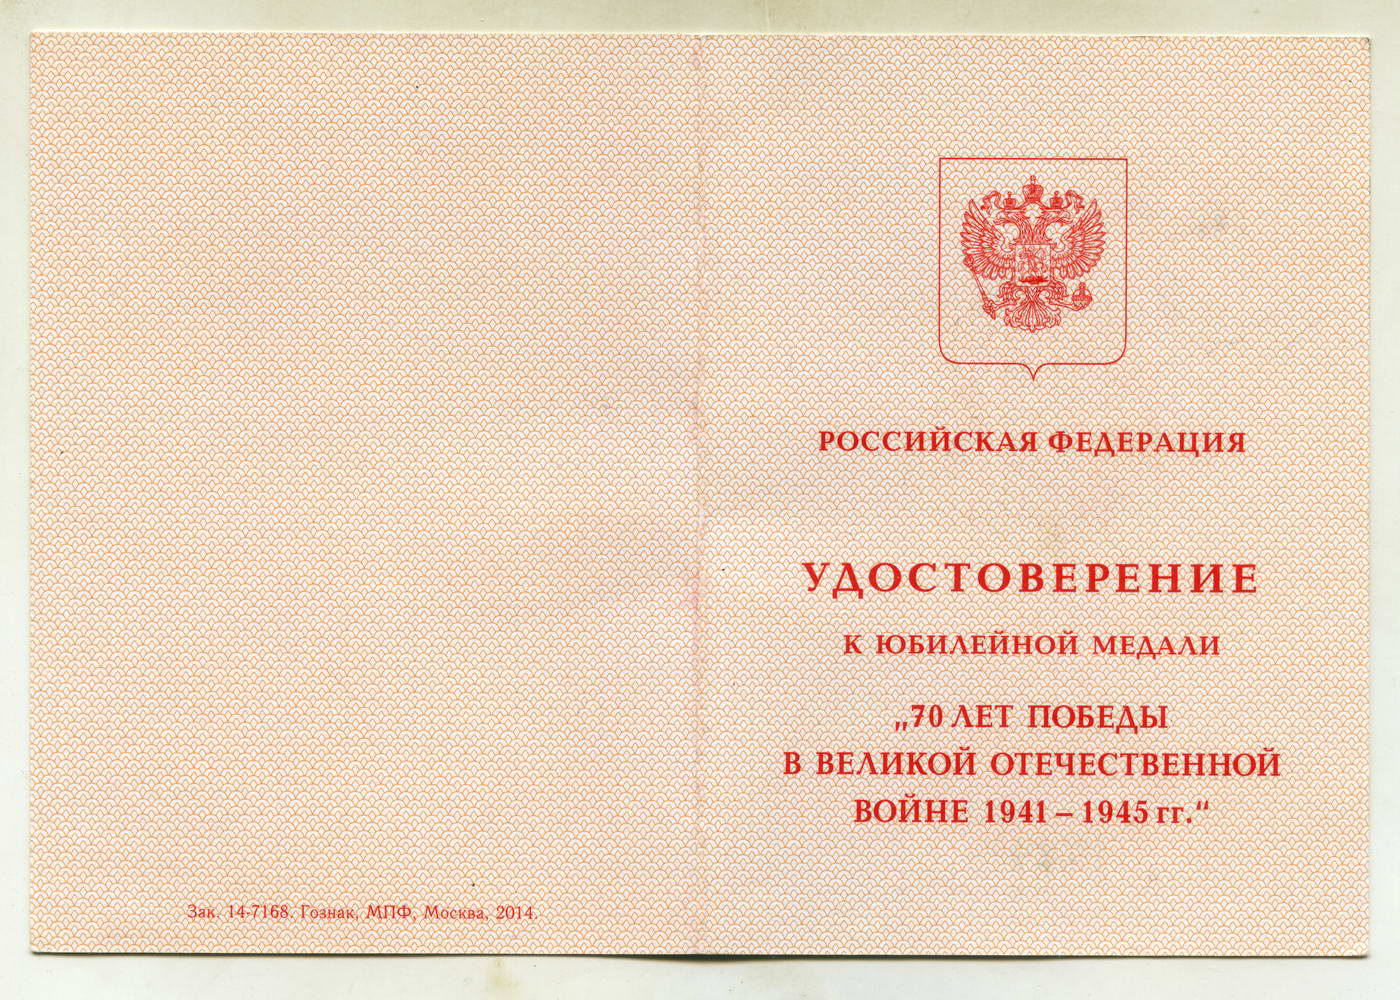 РОССИЙСКАЯ ФЕДЕРАЦИЯ
УДОСТОВЕРЕНИЕ
К ЮБИЛЕЙНОЙ МЕДАЛИ
„70 ЛЕТ ПОБЕДЫ
В ВЕЛИКОЙ ОТЕЧЕСТВЕННОЙ
ВОЙНЕ 1941 – 1945 гг.“
Зак. 14-7168. Гознак, МПФ, Москва, 2014.